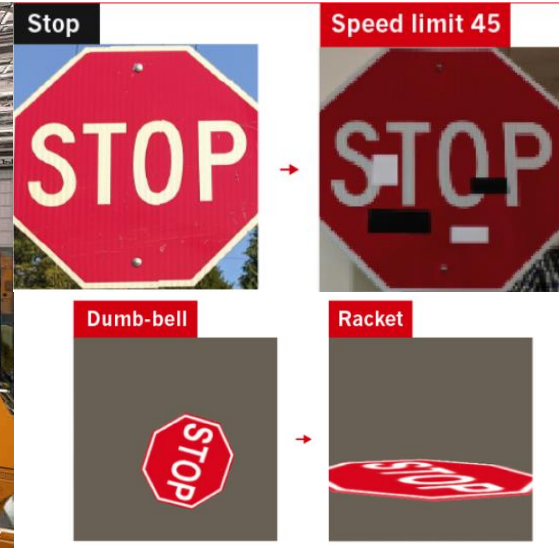 Stop
Speed limit 45
STOP
STOP
Dumb-bell
Racket
STOP
STOP